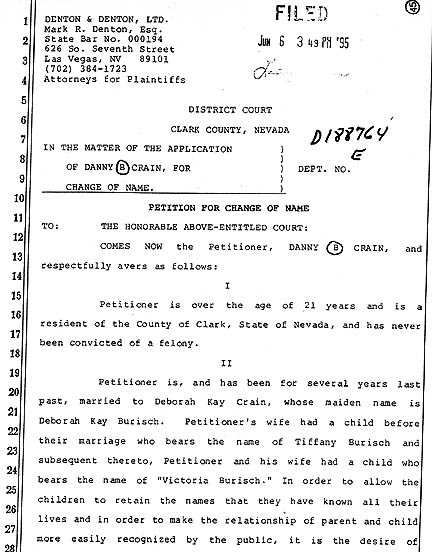 FILED
JUN 6 3 49 PM '95
1 DENTON & DENTON, LTD.
Mark R. Denton, Esq.
2 State Bar No. 000194
626 So. Seventh Street
3 Las Vegas, NV 89101
(702) 384-1723
4 Attorneys for Plaintiffs
5
DISTRICT COURT
6
CLARK COUNTY, NEVADA
D188764
7 IN THE MATTER OF THE APPLICATION )
E
8 OF DANNY B CRAIN, FOR ) DEPT. NO.
9 CHANGE OF NAME. )
10 PETITION FOR CHANGE OF NAME
11 TO: THE HONORABLE ABOVE-ENTITLED COURT:
12 COMES NOW the Petitioner, DANNY B CRAIN, and
13 respectfully avers as follows:
14 I
15 Petitioner is over the age of 21 years and is a
16 resident of the County of Clark, State of Nevada, and has never
17 been convicted of a felony.
18 II
19 Petitioner is, and has been for several years last
20 past, married to Deborah Kay Crain, whose maiden name is
21 Deborah Kay Burisch. Petitioner's wife had a child before
22 their marriage who bears the name of Tiffany Burisch and
23 subsequent thereto, Petitioner and his wife had a child who
24 bears the name of "Victoria Burisch." In order to allow the
25 children to retain the names that they have known all their
26 lives and in order to make the relationship of parent and child
27 more easily recognized by the public, it is the desire of
28